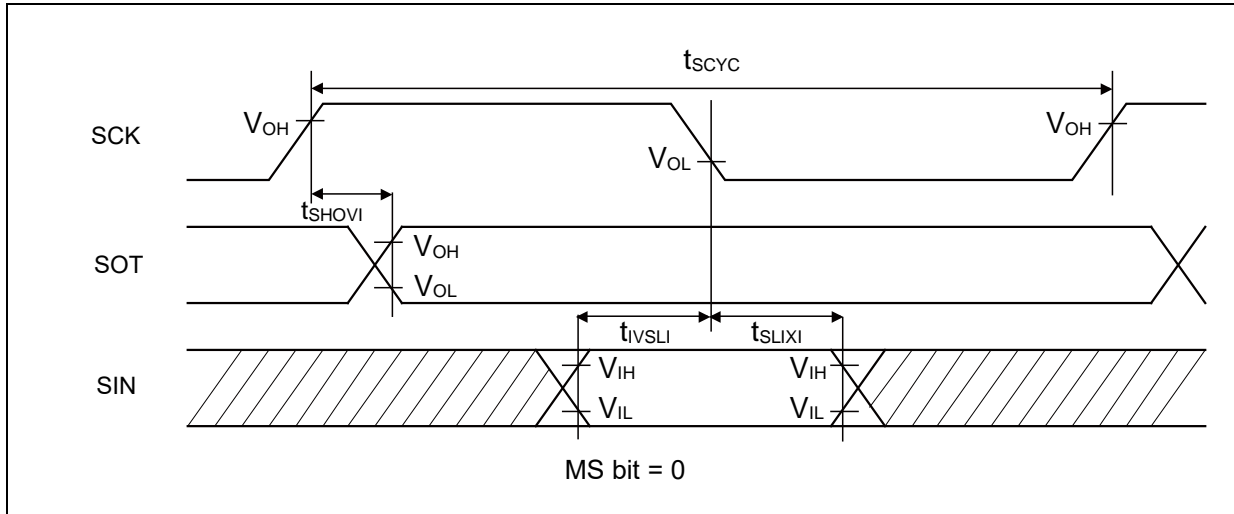 tSCYC
SCK
VOH
VOL
VOH
tSHOVI
SOT
VOH
VOL
tIVSLI
tSLIXI
SIN
VIH
VIL
VIH
VIL
MS bit = 0